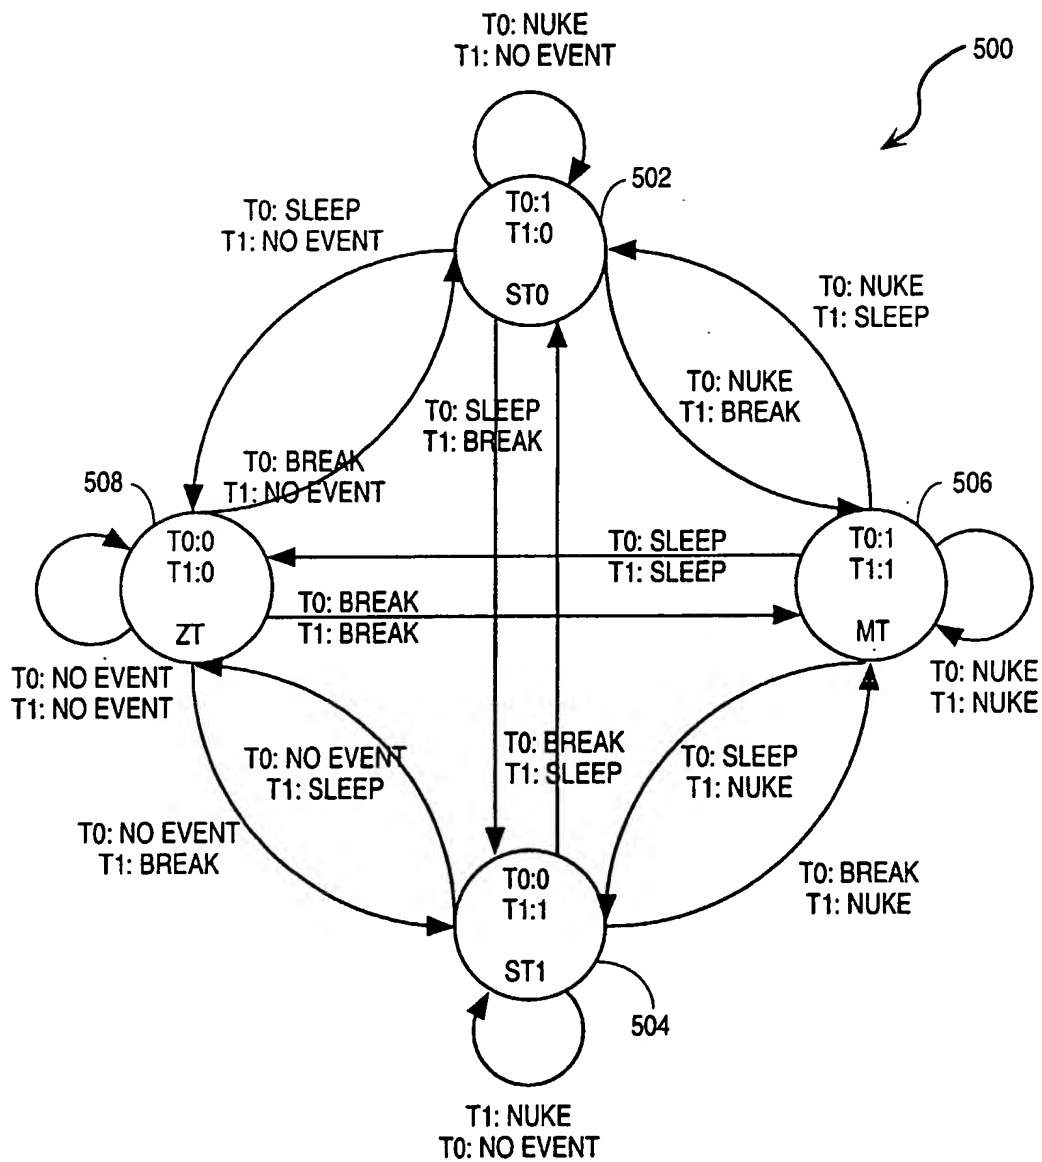 T0: NUKE
T1: NO EVENT
500
502
T0:1
T1:0
ST0
T0: SLEEP
T1: NO EVENT
T0: NUKE
T1: SLEEP
T0: NUKE
T1: BREAK
T0: SLEEP
T1: BREAK
T0: BREAK
T1: NO EVENT
508
506
T0:0
T1:0
ZT
T0: SLEEP
T1: SLEEP
T0:1
T1:1
MT
T0: BREAK
T1: BREAK
T0: NO EVENT
T1: NO EVENT
T0: NUKE
T1: NUKE
T0: NO EVENT
T1: SLEEP
T0: BREAK
T1: SLEEP
T0: SLEEP
T1: NUKE
T0: NO EVENT
T1: BREAK
T0: BREAK
T1: NUKE
T0:0
T1:1
ST1
504
T1: NUKE
T0: NO EVENT